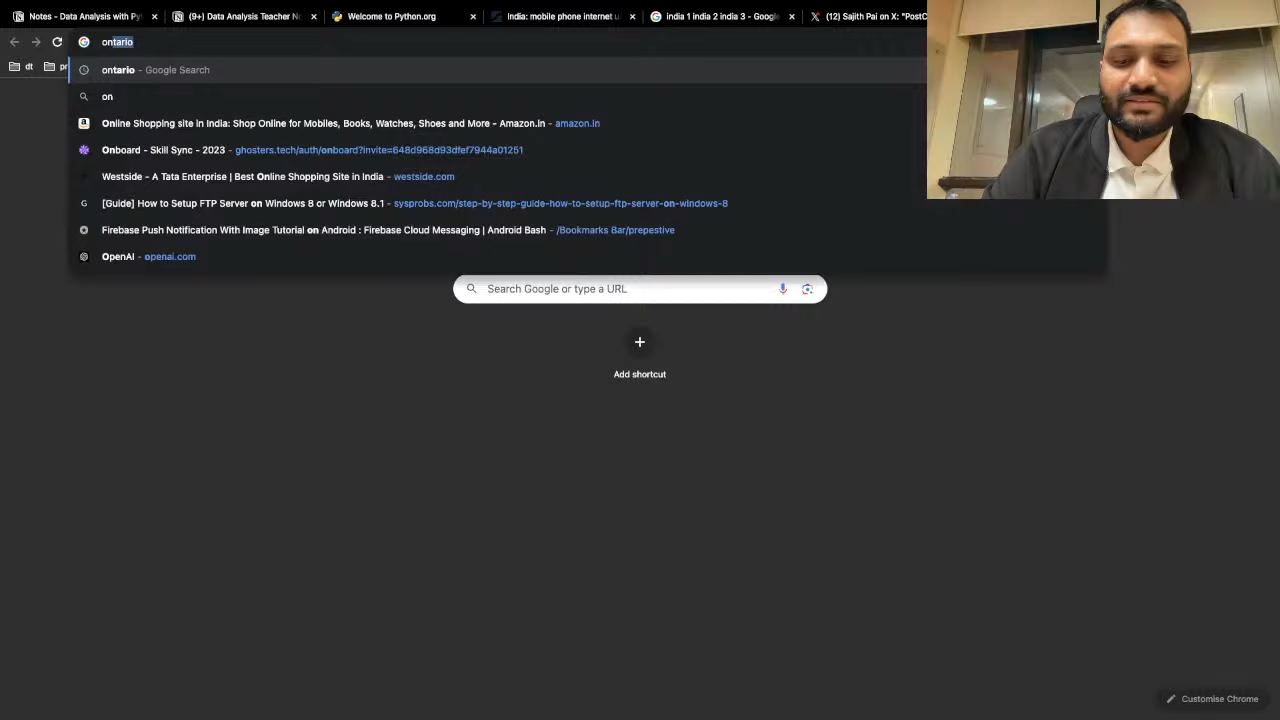 Notes - Data Analysis with Pyt
(9+) Data Analysis Teacher N
Welcome to Python.org
India: mobile phone internet u
india 1 india 2 india 3 - Google
(12) Sajith Pai on X: "PostC
ontario
dt
pr
ontario - Google Search
on
Online Shopping site in India: Shop Online for Mobiles, Books, Watches, Shoes and More - Amazon.in - amazon.in
Onboard - Skill Sync - 2023 - ghosters.tech/auth/onboard?invite=648d968d93dfef7944a01251
Westside - A Tata Enterprise | Best Online Shopping Site in India - westside.com
[Guide] How to Setup FTP Server on Windows 8 or Windows 8.1 - sysprobs.com/step-by-step-guide-how-to-setup-ftp-server-on-windows-8
Firebase Push Notification With Image Tutorial on Android : Firebase Cloud Messaging | Android Bash - /Bookmarks Bar/prepestive
OpenAI - openai.com
Search Google or type a URL
Add shortcut
Customise Chrome